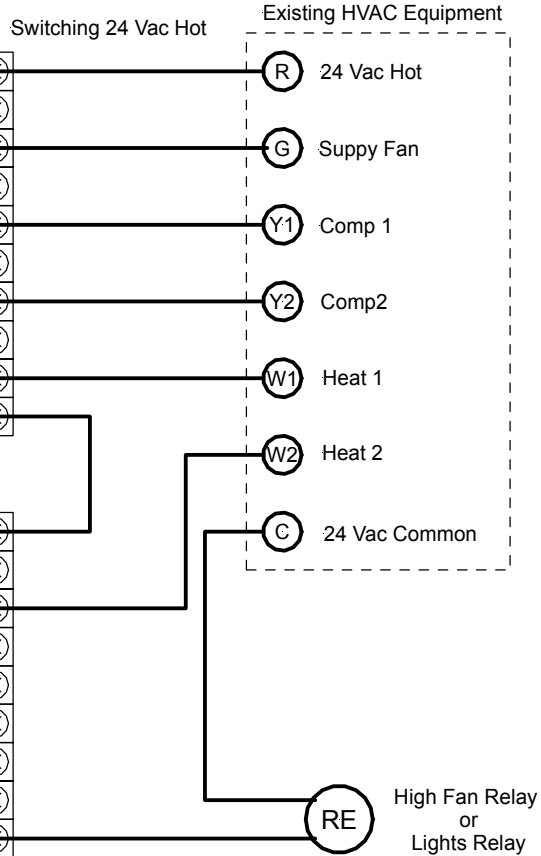 Switching 24 Vac Hot
Existing HVAC Equipment
R 24 Vac Hot
G Suppy Fan
Y1 Comp 1
Y2 Comp2
W1 Heat 1
W2 Heat 2
C 24 Vac Common
RE
High Fan Relay
or
Lights Relay